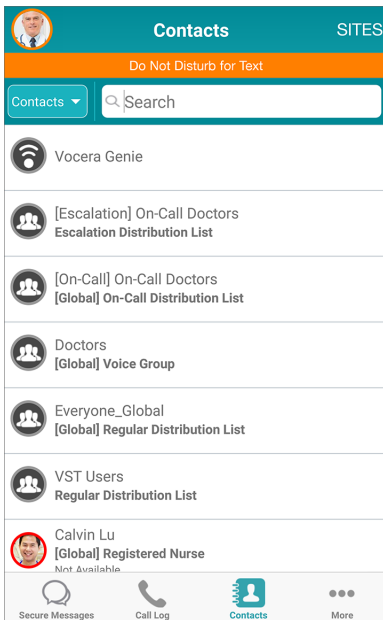 Contacts
SITES
Do Not Disturb for Text
Contacts
Search
Vocera Genie
[Escalation] On-Call Doctors
Escalation Distribution List
[On-Call] On-Call Doctors
[Global] On-Call Distribution List
Doctors
[Global] Voice Group
Everyone_Global
[Global] Regular Distribution List
VST Users
Regular Distribution List
Calvin Lu
[Global] Registered Nurse
Not Available
Secure Messages
Call Log
Contacts
More